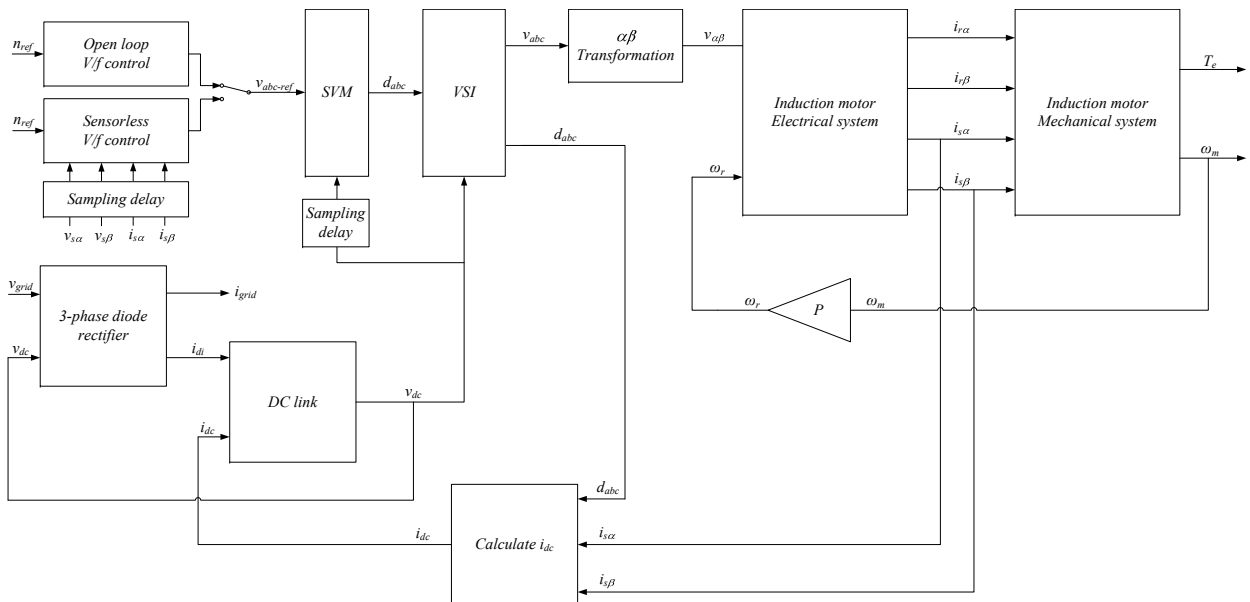 n_ref
Open loop
V/f control
n_ref
Sensorless
V/f control
Sampling delay
v_sα
v_sβ
i_sα
i_sβ
v_abc-ref
SVM
d_abc
VSI
Sampling
delay
v_abc
αβ
Transformation
v_αβ
d_abc
Induction motor
Electrical system
ω_r
i_rα
i_rβ
i_sα
i_sβ
Induction motor
Mechanical system
T_e
ω_m
v_grid
3-phase diode
rectifier
i_grid
v_dc
i_di
DC link
v_dc
i_dc
ω_r
P
ω_m
d_abc
i_dc
Calculate i_dc
i_sα
i_sβ